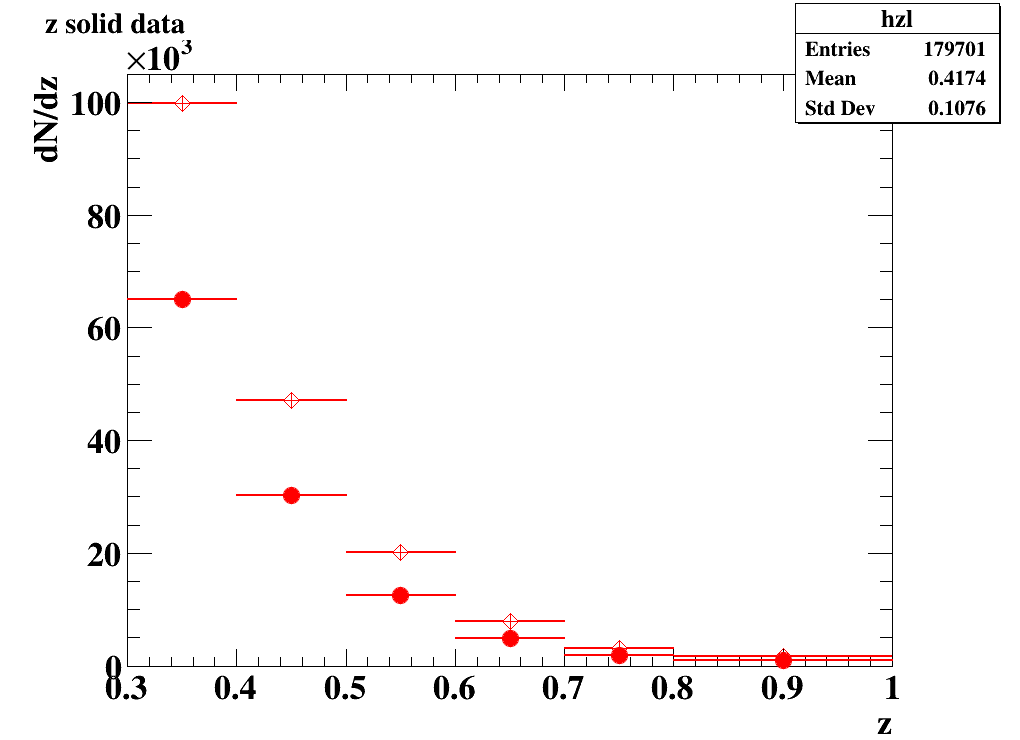 z solid data
hzl
Entries 179701
Mean 0.4174
Std Dev 0.1076
×10³
dN/dz
100
80
60
40
20
0
0.3 0.4 0.5 0.6 0.7 0.8 0.9 1
z